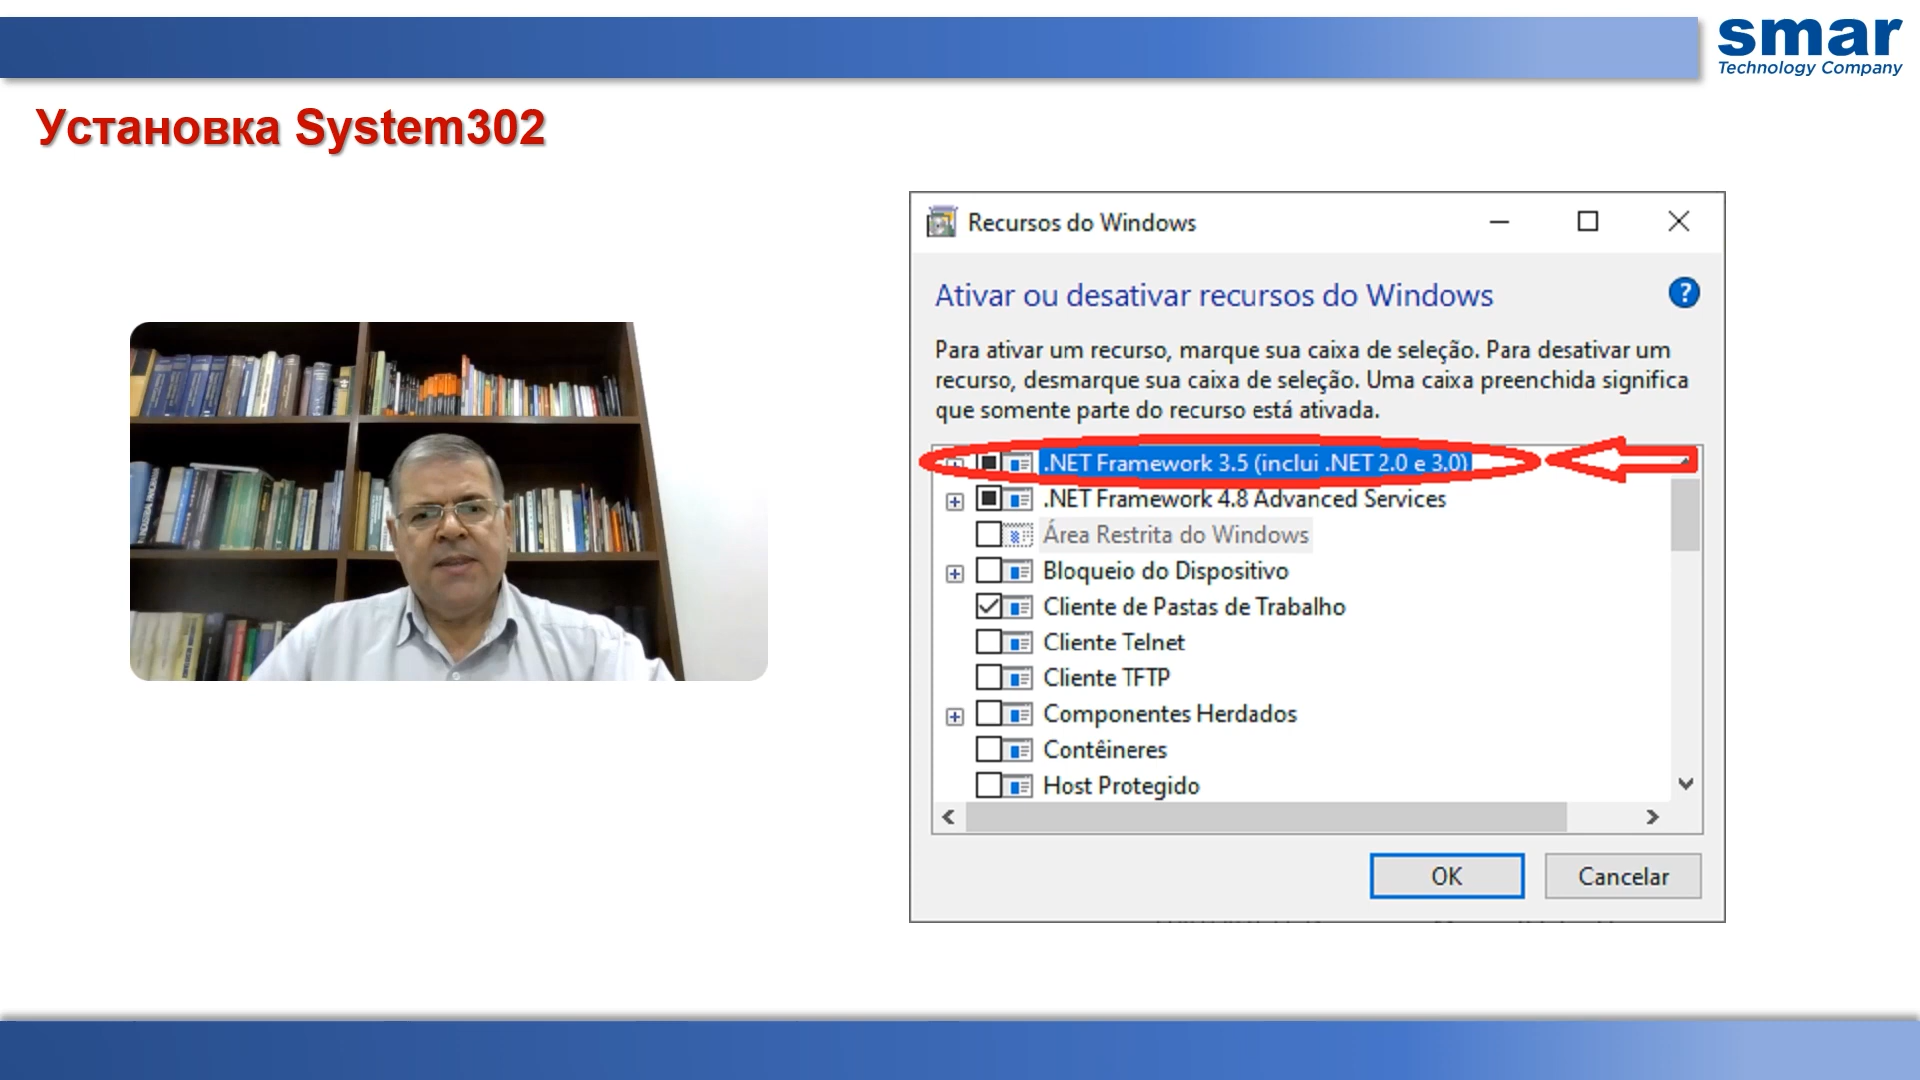 smar
Technology Company
Установка System302
Recursos do Windows
Ativar ou desativar recursos do Windows
Para ativar um recurso, marque sua caixa de seleção. Para desativar um
recurso, desmarque sua caixa de seleção. Uma caixa preenchida significa
que somente parte do recurso está ativada.
.NET Framework 3.5 (inclui .NET 2.0 e 3.0)
.NET Framework 4.8 Advanced Services
Área Restrita do Windows
Bloqueio do Dispositivo
Cliente de Pastas de Trabalho
Cliente Telnet
Cliente TFTP
Componentes Herdados
Contêineres
Host Protegido
OK
Cancelar